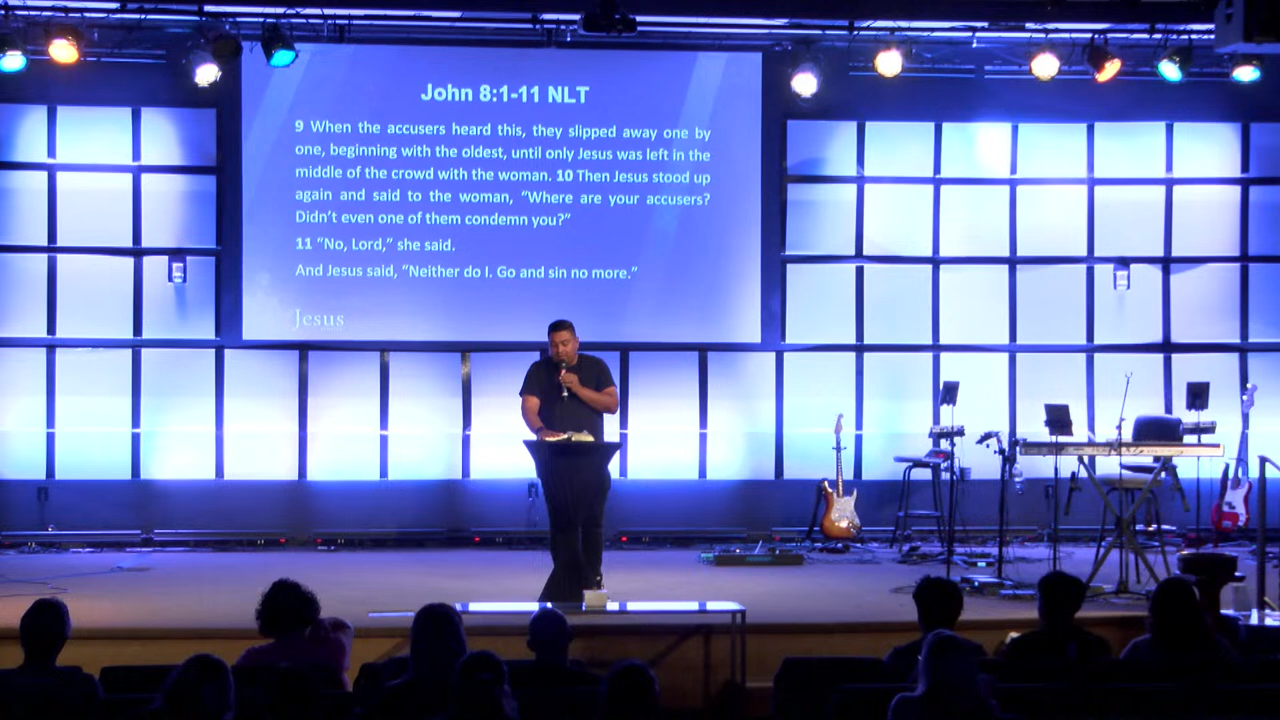 John 8:1-11 NLT
9 When the accusers heard this, they slipped away one by
one, beginning with the oldest, until only Jesus was left in the
middle of the crowd with the woman. 10 Then Jesus stood up
again and said to the woman, “Where are your accusers?
Didn’t even one of them condemn you?”
11 “No, Lord,” she said.
And Jesus said, “Neither do I. Go and sin no more.”
Jesus